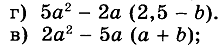 г) 5a² - 2a (2,5 - b).
в) 2a² - 5a (a + b);